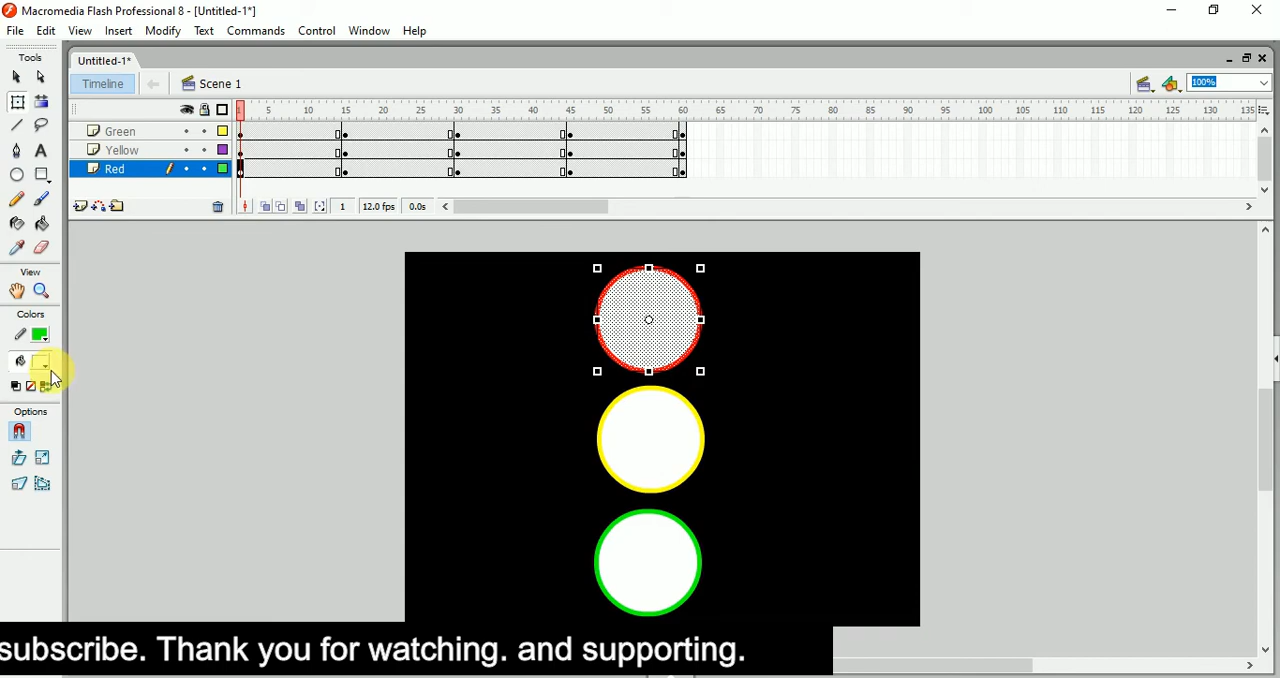 Macromedia Flash Professional 8 - [Untitled-1*]
File Edit View Insert Modify Text Commands Control Window Help
Tools
Untitled-1*
Timeline
Scene 1
100%
1 5 10 15 20 25 30 35 40 45 50 55 60 65 70 75 80 85 90 95 100 105 110 115 120 125 130 135
Green
Yellow
Red
1 12.0 fps 0.0s
View
Colors
Options
subscribe. Thank you for watching. and supporting.